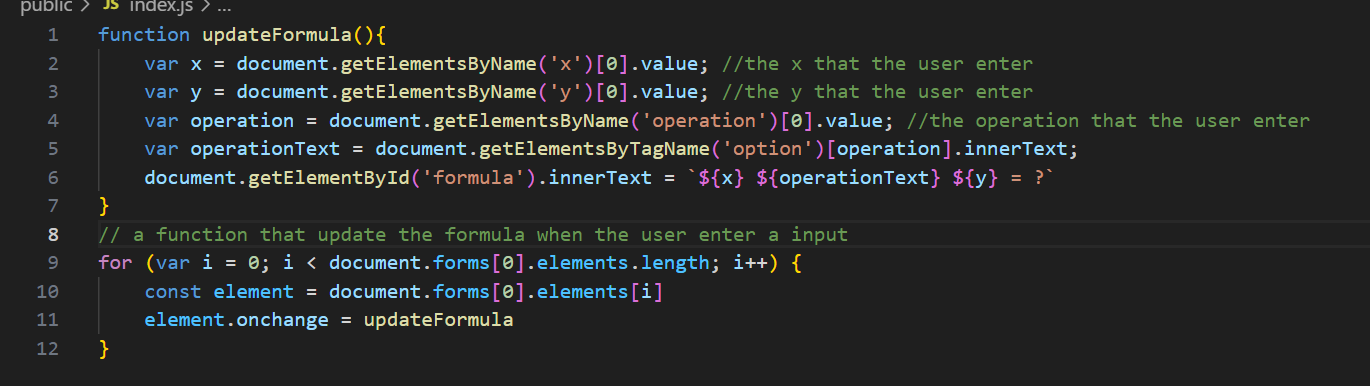 public > JS index.js > ...
1 function updateFormula(){
2     var x = document.getElementsByName('x')[0].value; //the x that the user enter
3     var y = document.getElementsByName('y')[0].value; //the y that the user enter
4     var operation = document.getElementsByName('operation')[0].value; //the operation that the user enter
5     var operationText = document.getElementsByTagName('option')[operation].innerText;
6     document.getElementById('formula').innerText = `${x} ${operationText} ${y} = ?`
7 }
8 // a function that update the formula when the user enter a input
9 for (var i = 0; i < document.forms[0].elements.length; i++) {
10     const element = document.forms[0].elements[i]
11     element.onchange = updateFormula
12 }